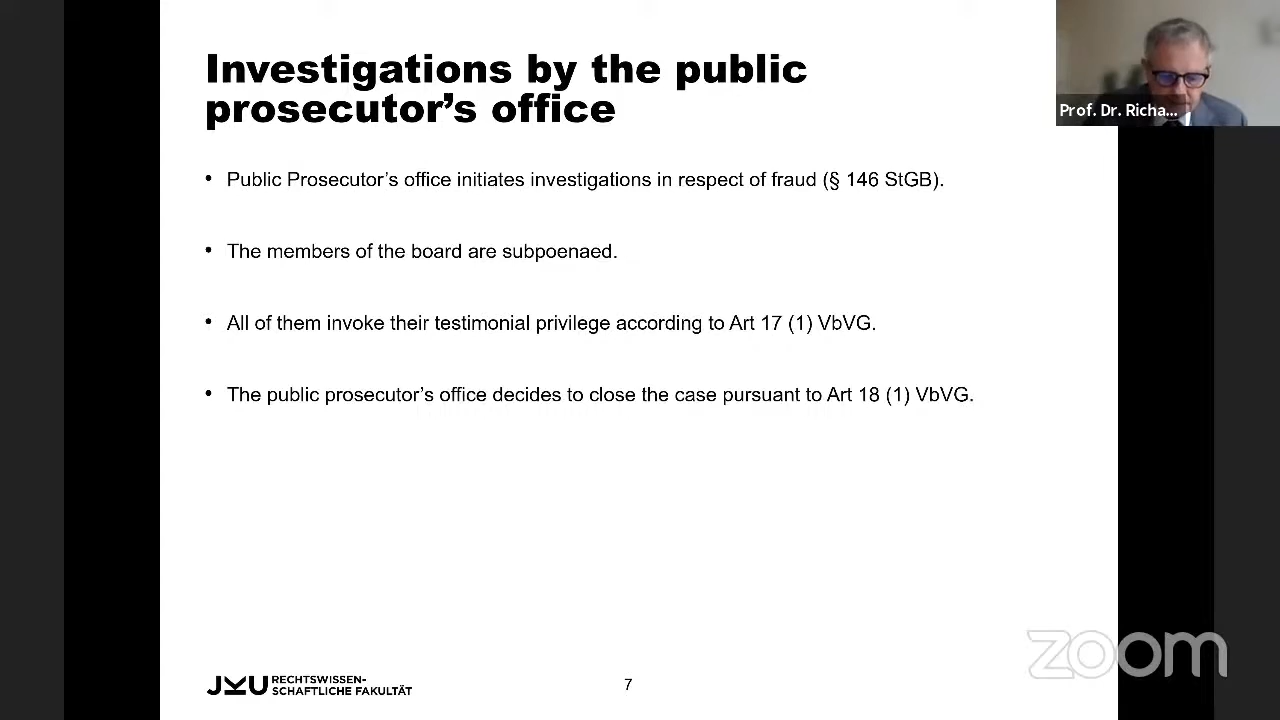 Investigations by the public
prosecutor’s office
Prof. Dr. Richa...
• Public Prosecutor’s office initiates investigations in respect of fraud (§ 146 StGB).
• The members of the board are subpoenaed.
• All of them invoke their testimonial privilege according to Art 17 (1) VbVG.
• The public prosecutor’s office decides to close the case pursuant to Art 18 (1) VbVG.
zoom
JKU RECHTSWISSEN-
SCHAFTLICHE FAKULTÄT
7